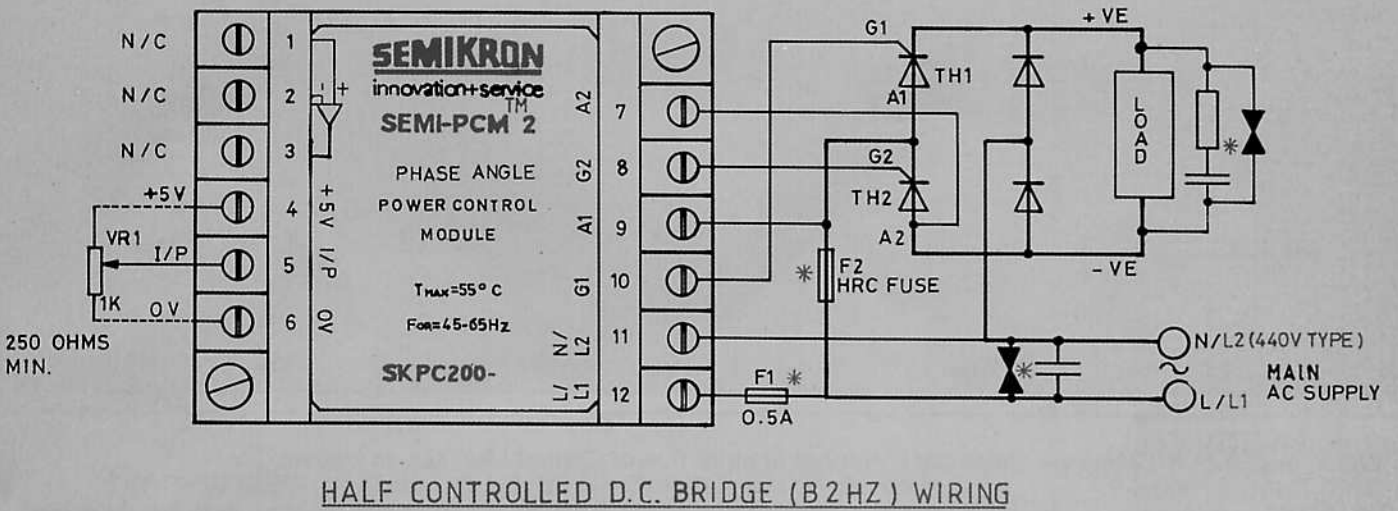 N/C
1
N/C
2
N/C
3
+5V
4
VR1
I/P
5
1K
0V
6
250 OHMS
MIN.
- +
+5V I/P 0V
SEMIKRON
innovation+service
SEMI-PCM™ 2
PHASE ANGLE
POWER CONTROL
MODULE
TMAX=55°C
FOR=45-65HZ
SKPC200-
A2
7
G2
8
A1
9
G1
10
N/
L2
11
L/
L1
12
F1 *
0.5A
G1
TH1
A1
G2
TH2
A2
* F2
HRC FUSE
+VE
LOAD
*
-VE
*
N/L2 (440V TYPE)
~
MAIN
AC SUPPLY
L/L1
HALF CONTROLLED D.C. BRIDGE (B2HZ) WIRING